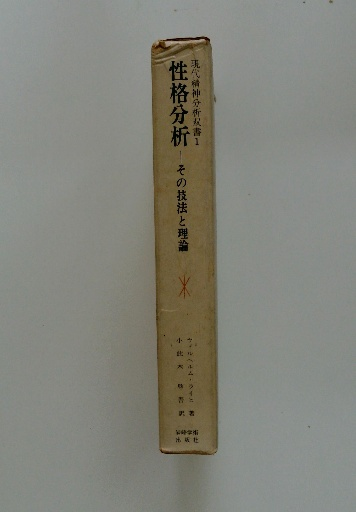 現代精神分析双書 1
性格分析
―その技法と理論
ウィルヘルム・ライヒ 著
小此木啓吾 訳
岩崎学術
出版社